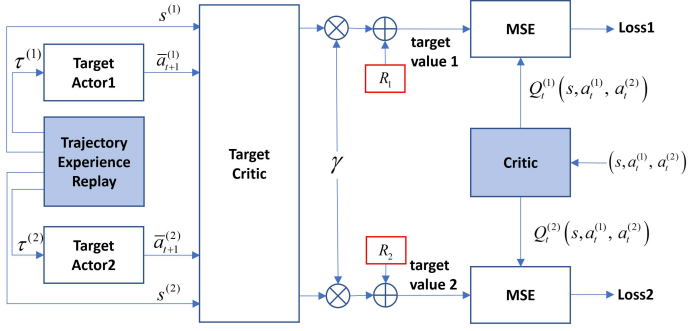 s^{(1)}
τ^{(1)}
Target
Actor1
\overline{a}_{t+1}^{(1)}
Trajectory
Experience
Replay
τ^{(2)}
Target
Actor2
\overline{a}_{t+1}^{(2)}
s^{(2)}
Target
Critic
γ
R_1
target
value 1
MSE
Loss1
Q_t^{(1)}(s, a_t^{(1)}, a_t^{(2)})
Critic
(s, a_t^{(1)}, a_t^{(2)})
Q_t^{(2)}(s, a_t^{(1)}, a_t^{(2)})
R_2
target
value 2
MSE
Loss2